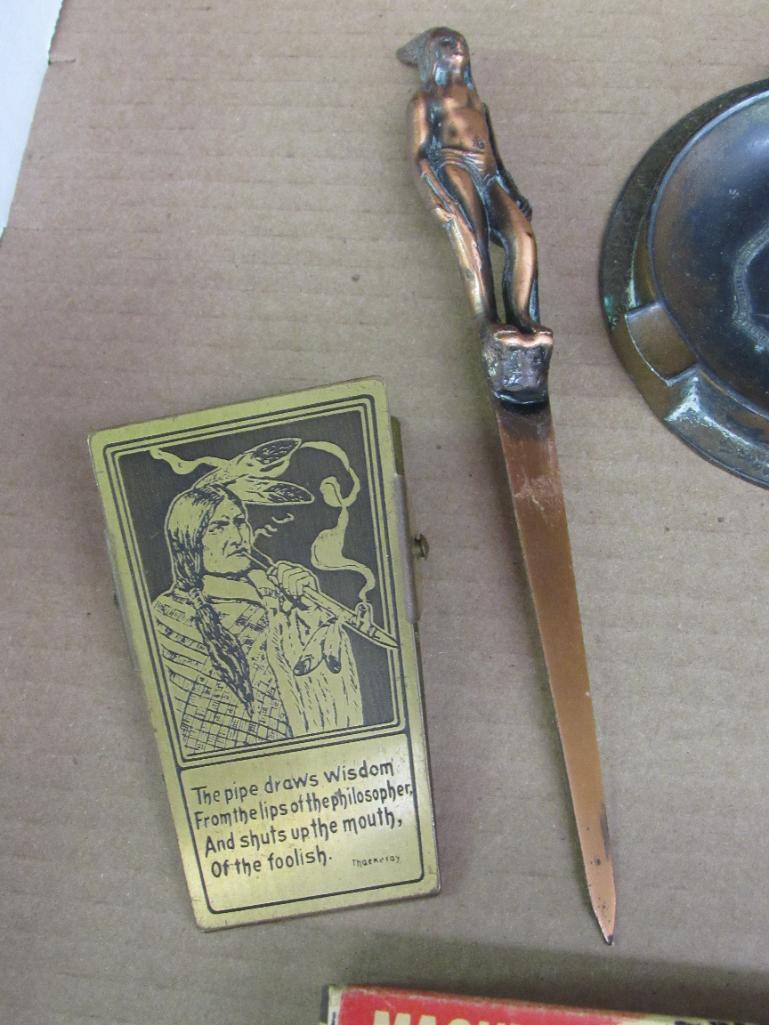 The pipe draws wisdom
From the lips of the philosopher,
And shuts up the mouth,
Of the foolish. Thackeray